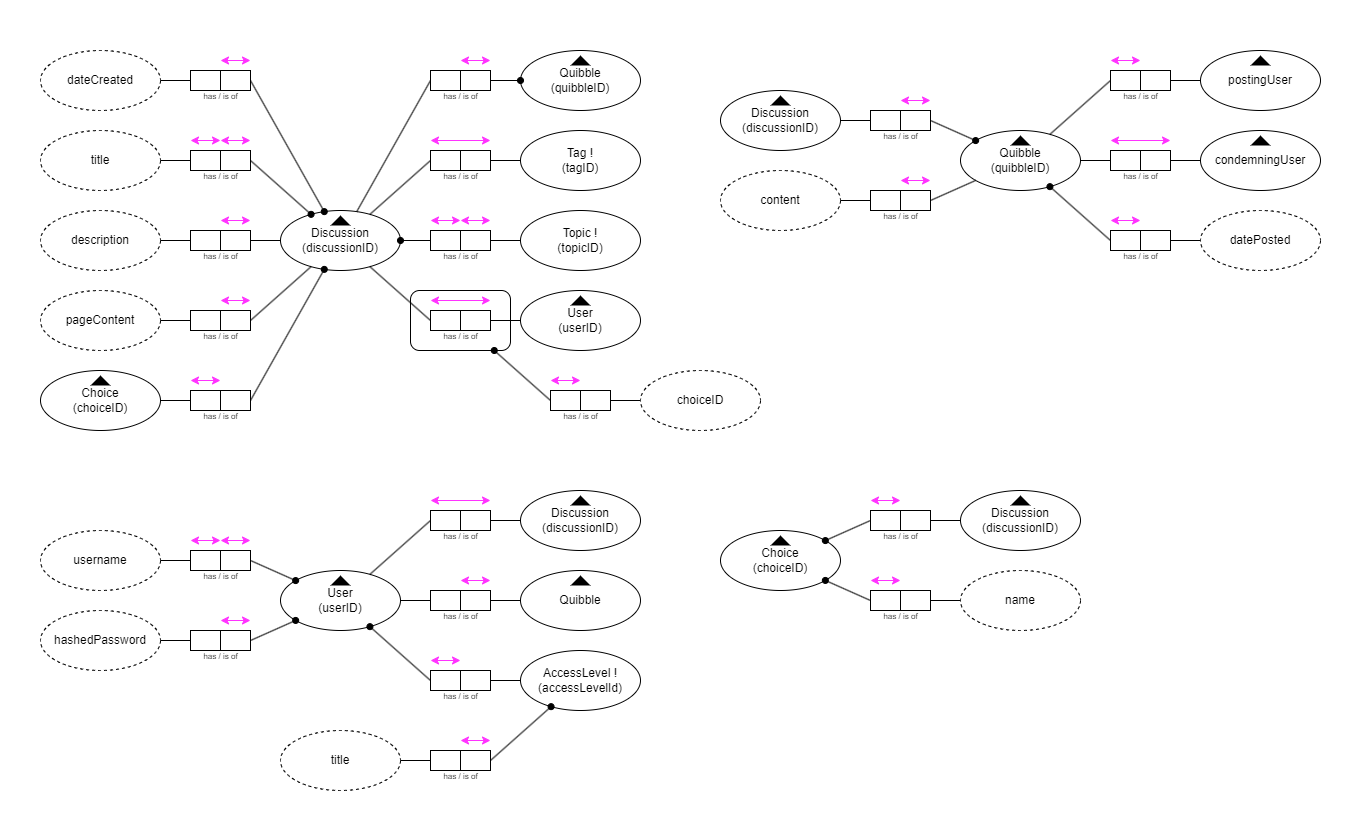 dateCreated
has / is of
has / is of
Quibble
(quibbleID)
title
has / is of
has / is of
Tag !
(tagID)
description
has / is of
Discussion
(discussionID)
has / is of
Topic !
(topicID)
pageContent
has / is of
has / is of
User
(userID)
Choice
(choiceID)
has / is of
has / is of
choiceID
Discussion
(discussionID)
has / is of
content
has / is of
Quibble
(quibbleID)
has / is of
postingUser
has / is of
condemningUser
has / is of
datePosted
username
has / is of
hashedPassword
has / is of
User
(userID)
has / is of
Discussion
(discussionID)
has / is of
Quibble
has / is of
AccessLevel !
(accessLevelId)
title
has / is of
Choice
(choiceID)
has / is of
Discussion
(discussionID)
has / is of
name